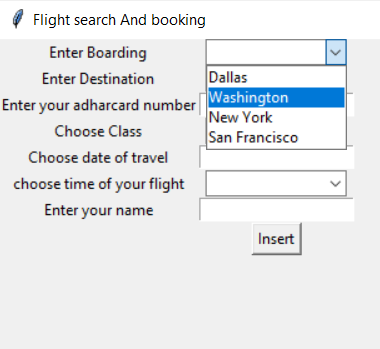 Flight search And booking
Enter Boarding
Dallas
Enter Destination
Washington
Enter your adharcard number
New York
Choose Class
San Francisco
Choose date of travel
choose time of your flight
Enter your name
Insert